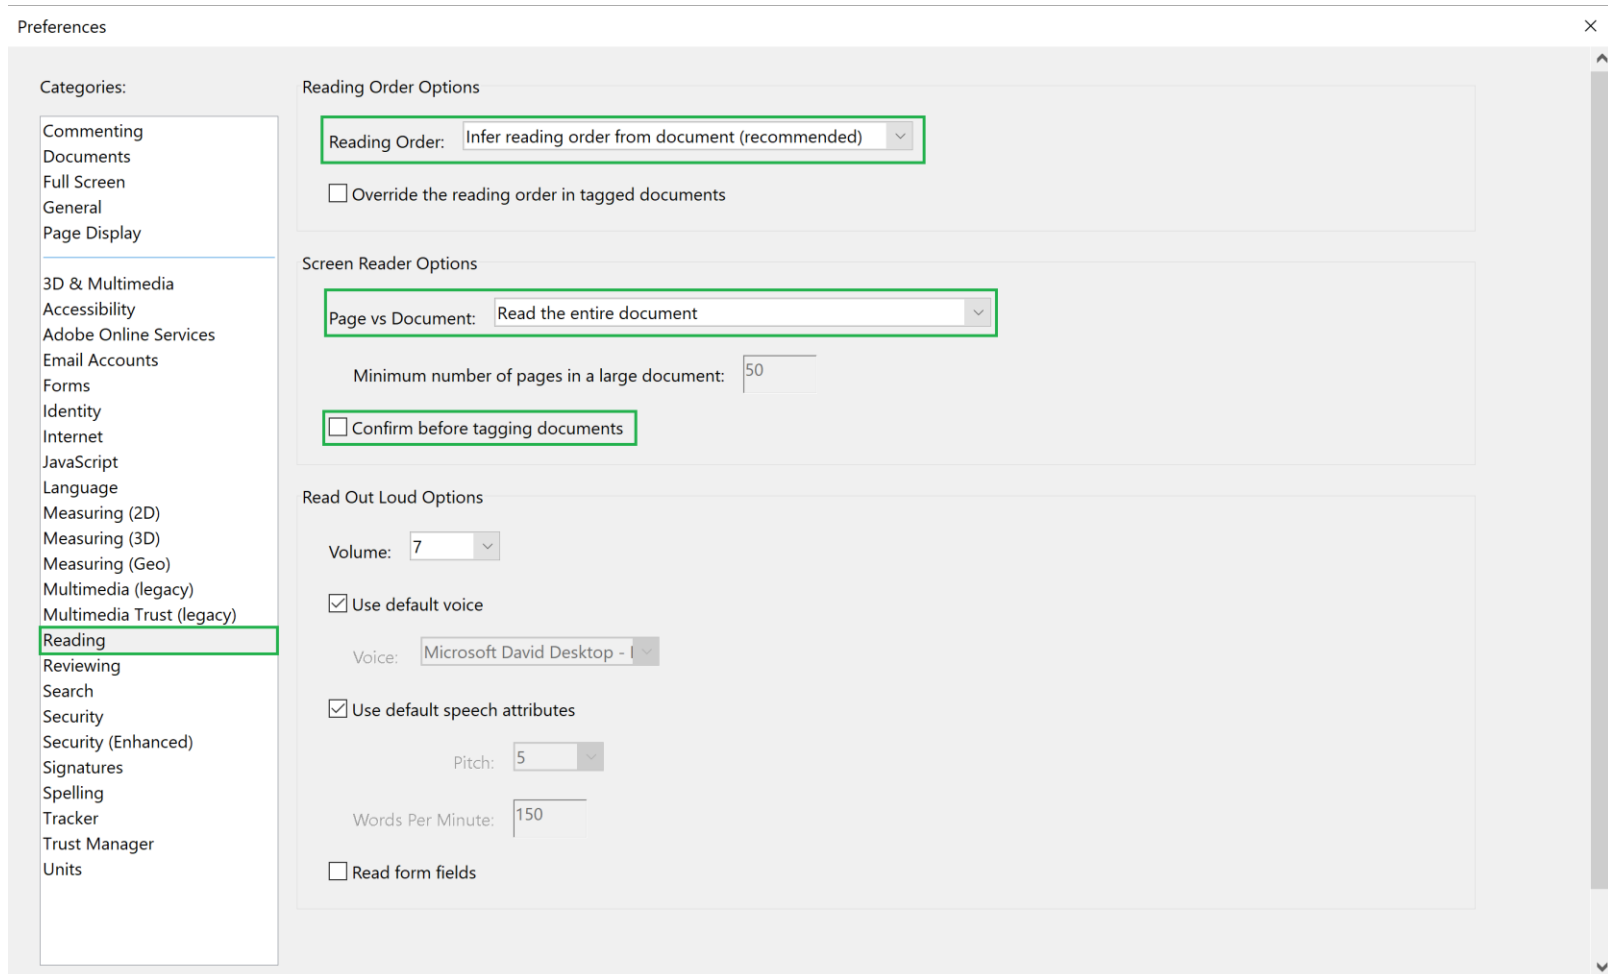 Preferences
Categories:
Commenting
Documents
Full Screen
General
Page Display
3D & Multimedia
Accessibility
Adobe Online Services
Email Accounts
Forms
Identity
Internet
JavaScript
Language
Measuring (2D)
Measuring (3D)
Measuring (Geo)
Multimedia (legacy)
Multimedia Trust (legacy)
Reading
Reviewing
Search
Security
Security (Enhanced)
Signatures
Spelling
Tracker
Trust Manager
Units
Reading Order Options
Reading Order: Infer reading order from document (recommended)
Override the reading order in tagged documents
Screen Reader Options
Page vs Document: Read the entire document
Minimum number of pages in a large document: 50
Confirm before tagging documents
Read Out Loud Options
Volume: 7
Use default voice
Voice: Microsoft David Desktop -
Use default speech attributes
Pitch: 5
Words Per Minute: 150
Read form fields